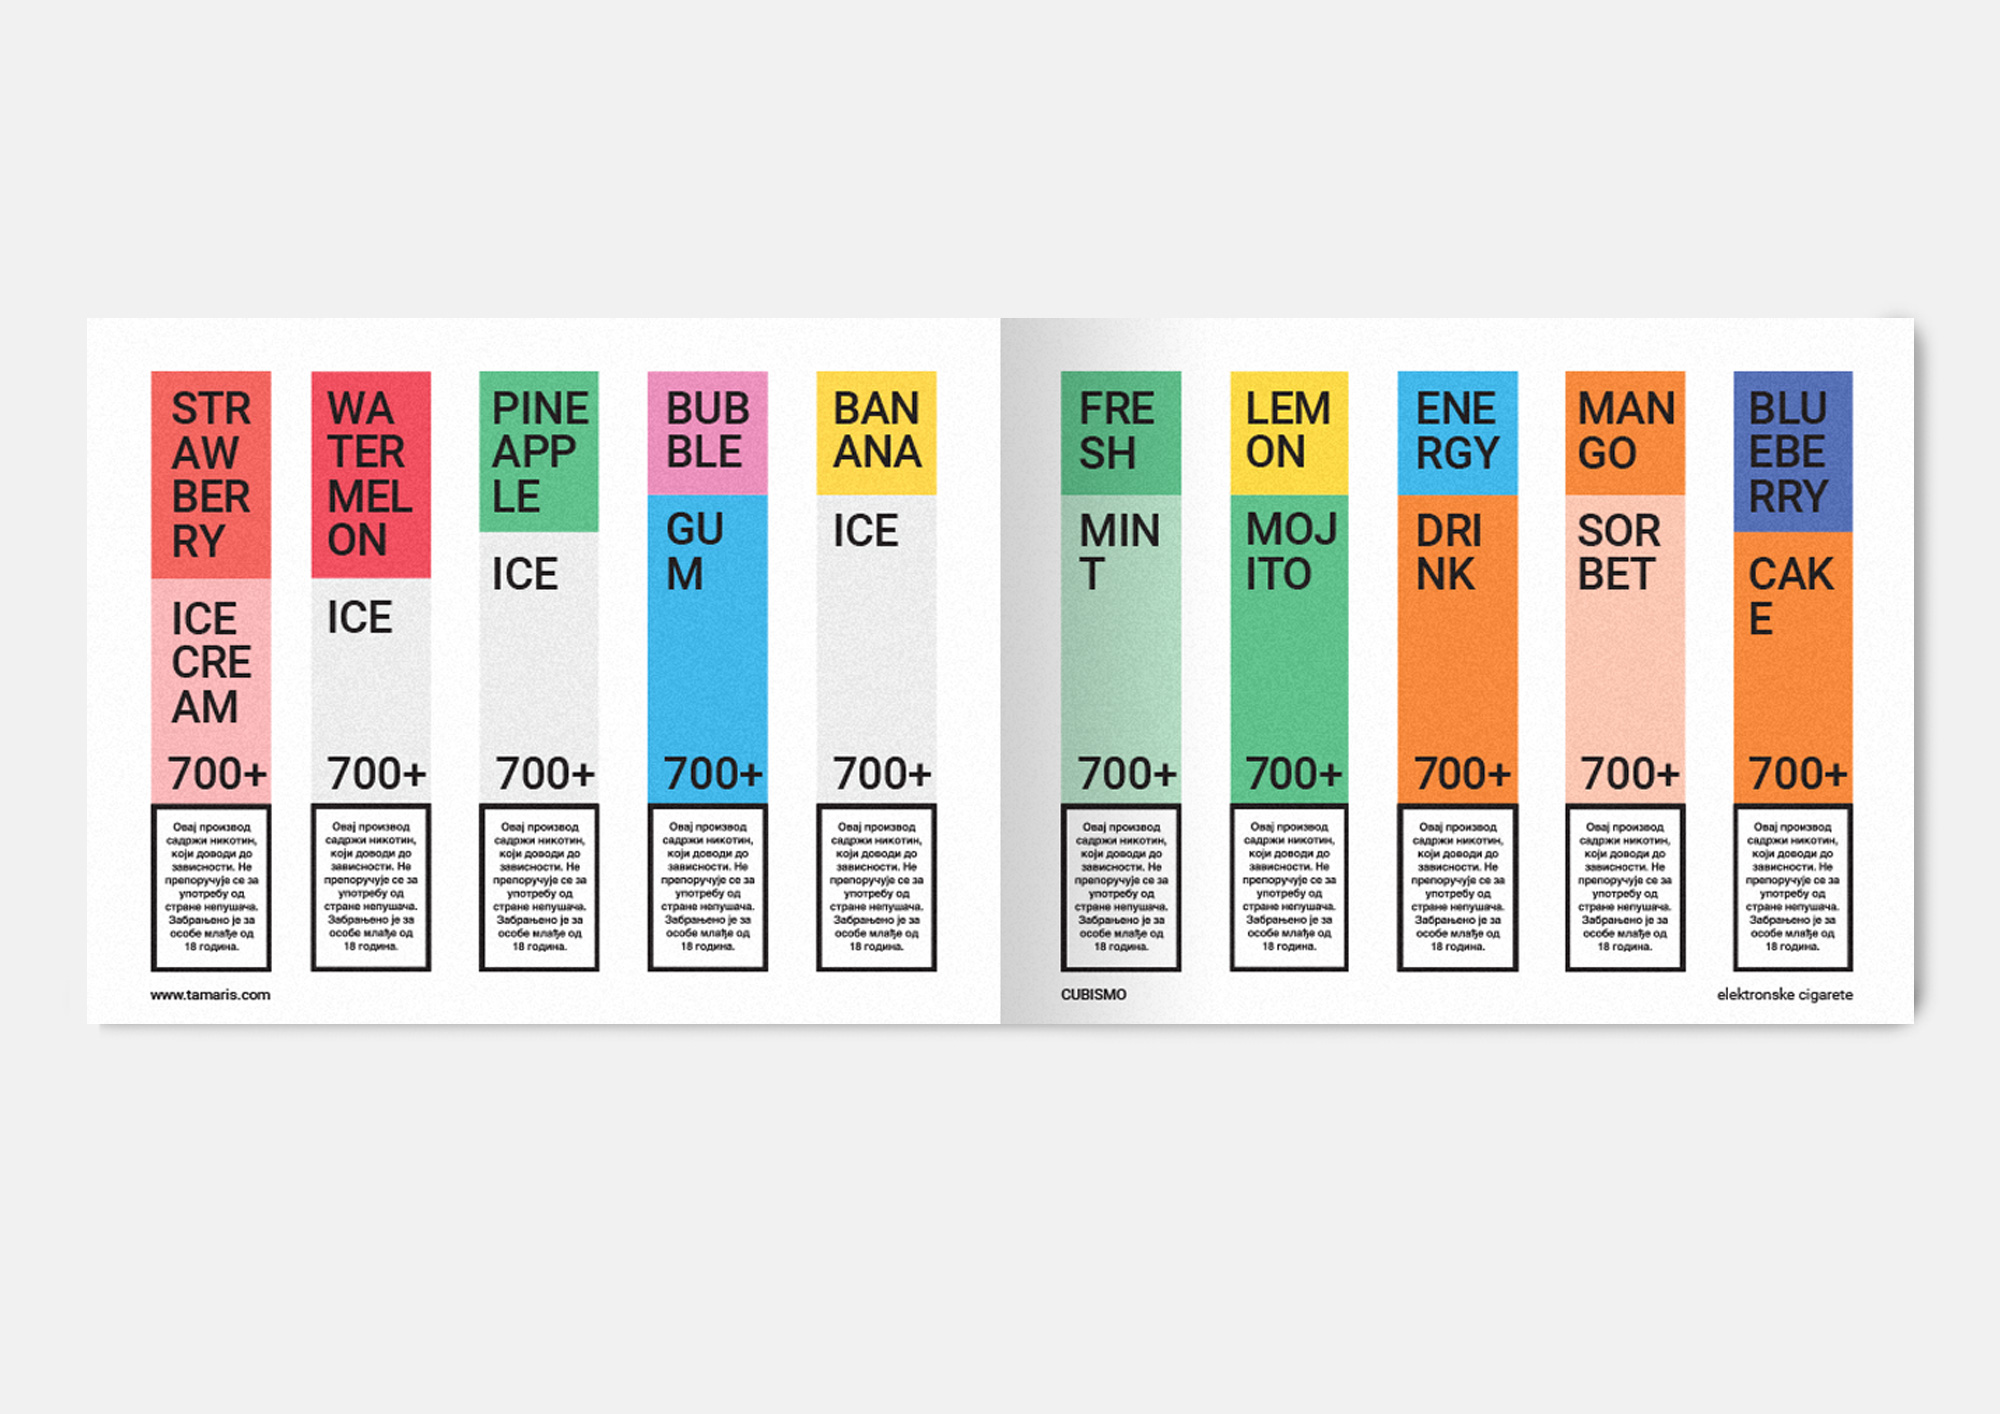 STR
AW
BER
RY
ICE
CRE
AM
700+
Овај производ
садржи никотин,
који доводи до
зависности. Не
препоручује се за
употребу од
стране непушача.
Забрањено је за
особе млађе од
18 година.
WA
TER
MEL
ON
ICE
700+
Овај производ
садржи никотин,
који доводи до
зависности. Не
препоручује се за
употребу од
стране непушача.
Забрањено је за
особе млађе од
18 година.
PINE
APP
LE
ICE
700+
Овај производ
садржи никотин,
који доводи до
зависности. Не
препоручује се за
употребу од
стране непушача.
Забрањено је за
особе млађе од
18 година.
BUB
BLE
GU
M
700+
Овај производ
садржи никотин,
који доводи до
зависности. Не
препоручује се за
употребу од
стране непушача.
Забрањено је за
особе млађе од
18 година.
BAN
ANA
ICE
700+
Овај производ
садржи никотин,
који доводи до
зависности. Не
препоручује се за
употребу од
стране непушача.
Забрањено је за
особе млађе од
18 година.
www.tamaris.com
FRE
SH
MIN
T
700+
Овај производ
садржи никотин,
који доводи до
зависности. Не
препоручује се за
употребу од
стране непушача.
Забрањено је за
особе млађе од
18 година.
LEM
ON
MOJ
ITO
700+
Овај производ
садржи никотин,
који доводи до
зависности. Не
препоручује се за
употребу од
стране непушача.
Забрањено је за
особе млађе од
18 година.
ENE
RGY
DRI
NK
700+
Овај производ
садржи никотин,
који доводи до
зависности. Не
препоручује се за
употребу од
стране непушача.
Забрањено је за
особе млађе од
18 година.
MAN
GO
SOR
BET
700+
Овај производ
садржи никотин,
који доводи до
зависности. Не
препоручује се за
употребу од
стране непушача.
Забрањено је за
особе млађе од
18 година.
BLU
EBE
RRY
CAK
E
700+
Овај производ
садржи никотин,
који доводи до
зависности. Не
препоручује се за
употребу од
стране непушача.
Забрањено је за
особе млађе од
18 година.
CUBISMO
elektronske cigarete